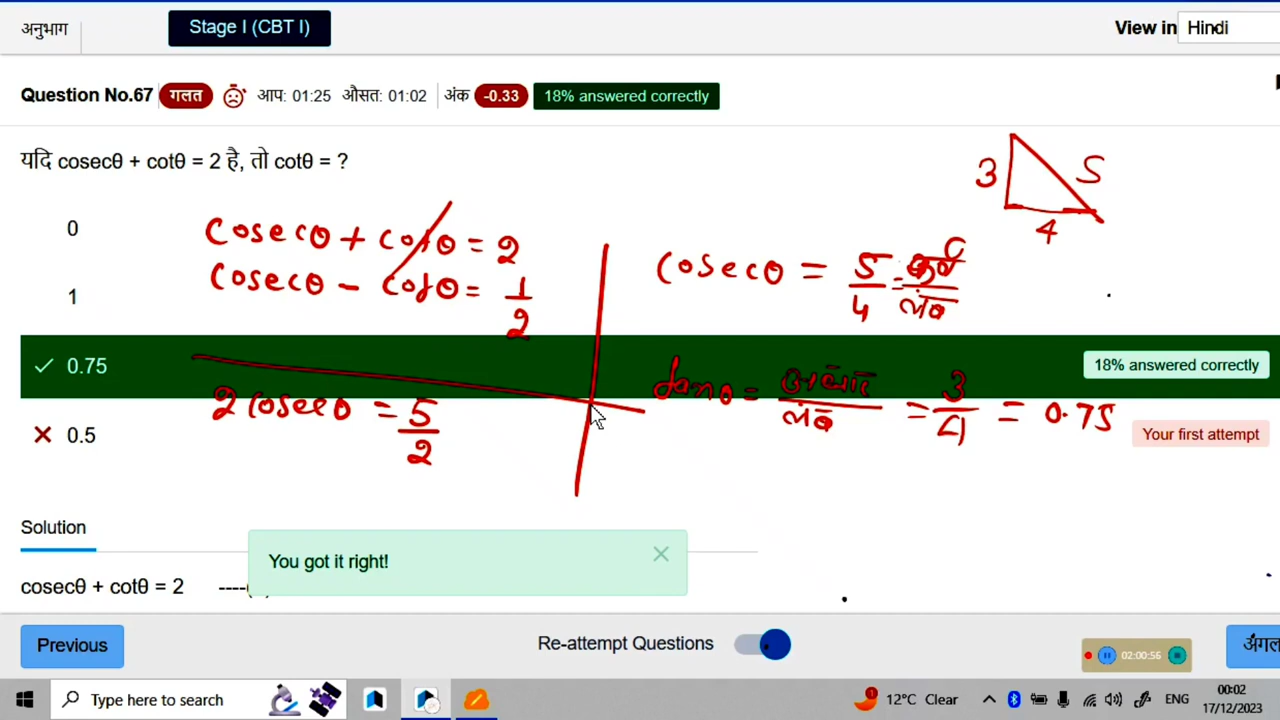 अनुभाग
Stage I (CBT I)
View in Hindi
Question No.67 गलत आप: 01:25 औसत: 01:02 अंक -0.33 18% answered correctly
यदि cosecθ + cotθ = 2 है, तो cotθ = ?
3 5
4
0
cosecθ + cotθ = 2
cosecθ - cotθ = 1/2
cosecθ = 5/4 =
1
0.75
18% answered correctly
tanθ = = 3/4 = 0.75
2 cosecθ = 5/2
0.5
Your first attempt
Solution
You got it right!
cosecθ + cotθ = 2 ----(
Previous
Re-attempt Questions
02:00:56
Type here to search
12°C Clear
ENG
00:02
17/12/2023